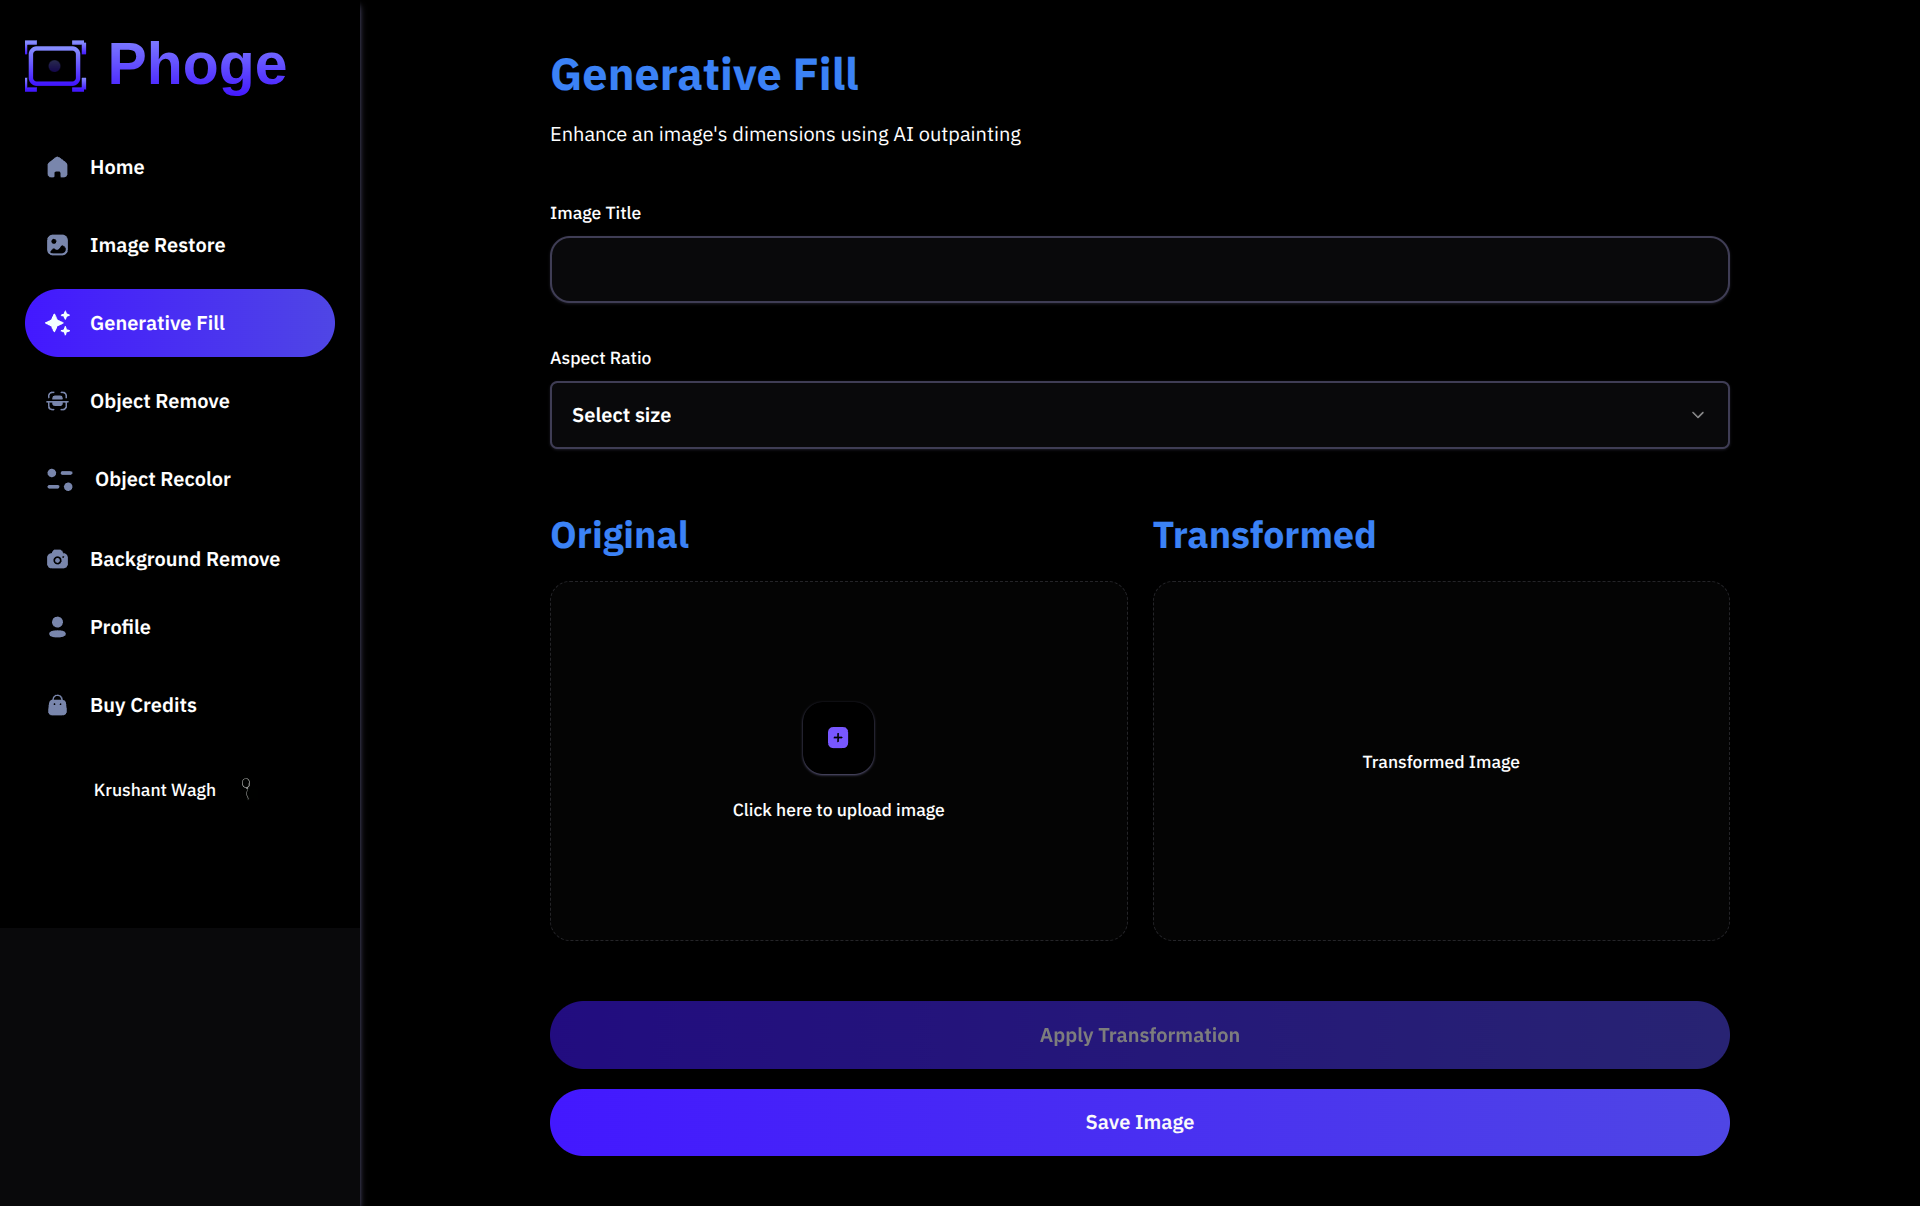 Phoge
Home
Image Restore
Generative Fill
Object Remove
Object Recolor
Background Remove
Profile
Buy Credits
Krushant Wagh
Generative Fill
Enhance an image's dimensions using AI outpainting
Image Title
Aspect Ratio
Select size
Original
Transformed
Click here to upload image
Transformed Image
Apply Transformation
Save Image